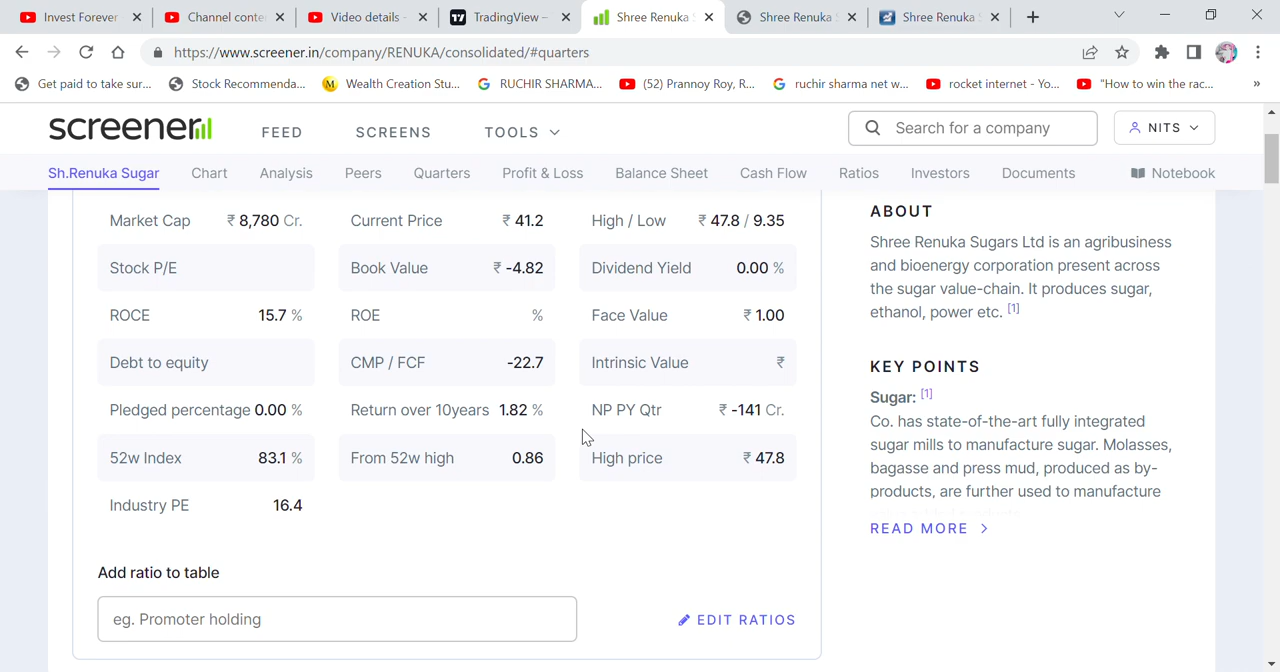 Invest Forever
Channel conte
Video details -
TradingView –
Shree Renuka S
Shree Renuka
Shree Renuka
https://www.screener.in/company/RENUKA/consolidated/#quarters
Get paid to take sur...
Stock Recommenda...
Wealth Creation Stu...
RUCHIR SHARMA...
(52) Prannoy Roy, R...
ruchir sharma net w...
rocket internet - Yo...
"How to win the rac...
»
screener
FEED
SCREENS
TOOLS
Search for a company
NITS
Sh.Renuka Sugar
Chart
Analysis
Peers
Quarters
Profit & Loss
Balance Sheet
Cash Flow
Ratios
Investors
Documents
Notebook
Market Cap ₹ 8,780 Cr.
Current Price ₹ 41.2
High / Low ₹ 47.8 / 9.35
Stock P/E
Book Value ₹ -4.82
Dividend Yield 0.00 %
ROCE 15.7 %
ROE %
Face Value ₹ 1.00
Debt to equity
CMP / FCF -22.7
Intrinsic Value ₹
Pledged percentage 0.00 %
Return over 10years 1.82 %
NP PY Qtr ₹ -141 Cr.
52w Index 83.1 %
From 52w high 0.86
High price ₹ 47.8
Industry PE 16.4
Add ratio to table
eg. Promoter holding
EDIT RATIOS
ABOUT
Shree Renuka Sugars Ltd is an agribusiness
and bioenergy corporation present across
the sugar value-chain. It produces sugar,
ethanol, power etc. [1]
KEY POINTS
Sugar: [1]
Co. has state-of-the-art fully integrated
sugar mills to manufacture sugar. Molasses,
bagasse and press mud, produced as by-
products, are further used to manufacture
READ MORE